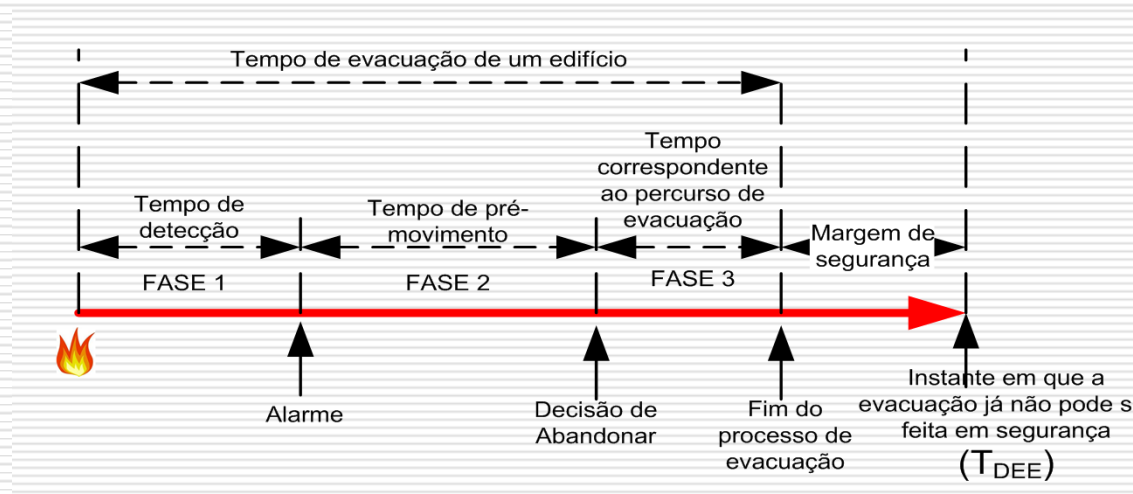 Tempo de evacuação de um edifício
Tempo
correspondente
ao percurso de
evacuação
Tempo de
detecção
Tempo de pré-
movimento
Margem de
segurança
FASE 1
FASE 2
FASE 3
Alarme
Decisão de
Abandonar
Fim do
processo de
evacuação
Instante em que a
evacuação já não pode s
feita em segurança
(T_DEE)